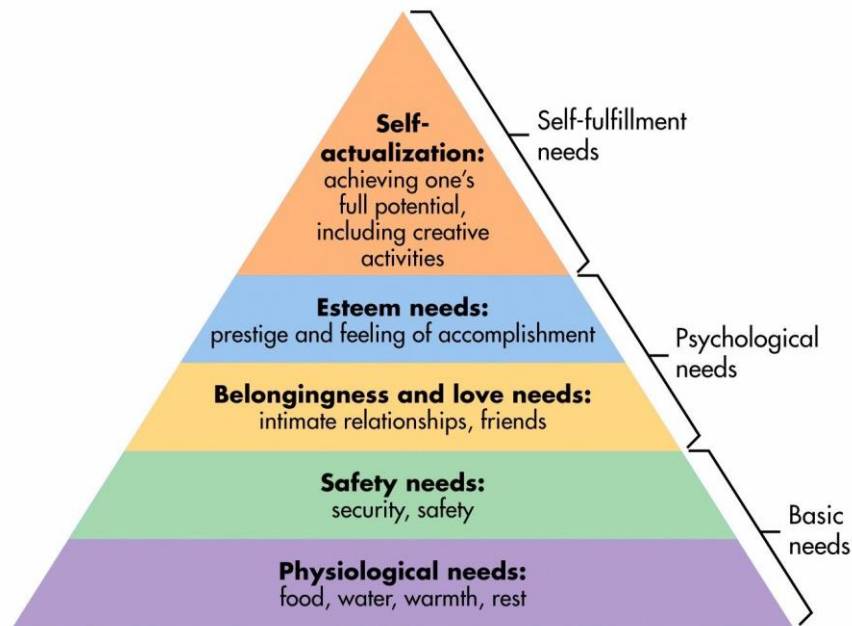 Self-
actualization:
achieving one's
full potential,
including creative
activities
Self-fulfillment
needs
Esteem needs:
prestige and feeling of accomplishment
Belongingness and love needs:
intimate relationships, friends
Psychological
needs
Safety needs:
security, safety
Physiological needs:
food, water, warmth, rest
Basic
needs